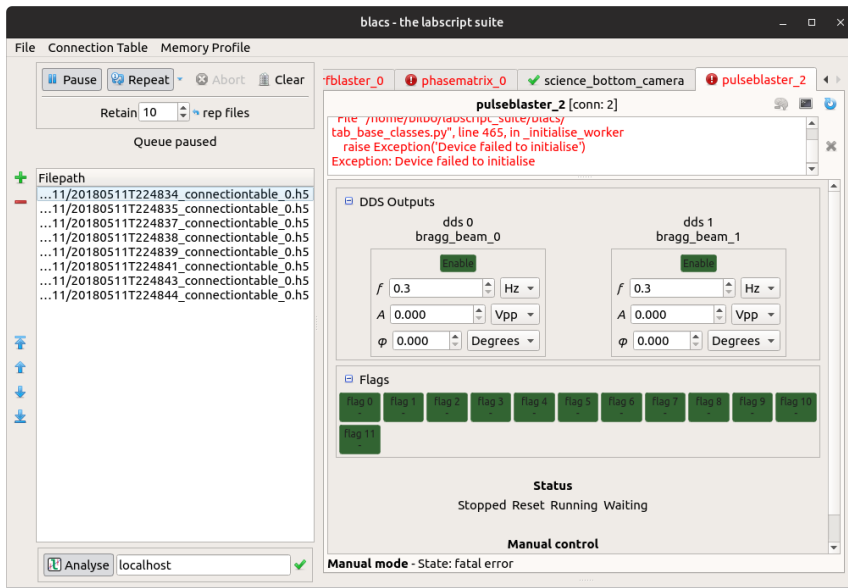 blacs - the labscript suite
File Connection Table Memory Profile
Pause Repeat Abort Clear
Retain 10 rep files
Queue paused
Filepath
...11/20180511T224834_connectiontable_0.h5
...11/20180511T224835_connectiontable_0.h5
...11/20180511T224837_connectiontable_0.h5
...11/20180511T224838_connectiontable_0.h5
...11/20180511T224839_connectiontable_0.h5
...11/20180511T224841_connectiontable_0.h5
...11/20180511T224843_connectiontable_0.h5
...11/20180511T224844_connectiontable_0.h5
Analyse localhost
rfblaster_0 phasematrix_0 science_bottom_camera pulseblaster_2
pulseblaster_2 [conn: 2]
File "/home/bilbo/labscript_suite/blacs/
tab_base_classes.py", line 465, in _initialise_worker
raise Exception('Device failed to initialise')
Exception: Device failed to initialise
DDS Outputs
dds 0 dds 1
bragg_beam_0 bragg_beam_1
Enable Enable
f 0.3 Hz f 0.3 Hz
A 0.000 Vpp A 0.000 Vpp
φ 0.000 Degrees φ 0.000 Degrees
Flags
flag 0 flag 1 flag 2 flag 3 flag 4 flag 5 flag 6 flag 7 flag 8 flag 9 flag 10
- - - - - - - - - - -
flag 11
-
Status
Stopped Reset Running Waiting
Manual control
Manual mode - State: fatal error